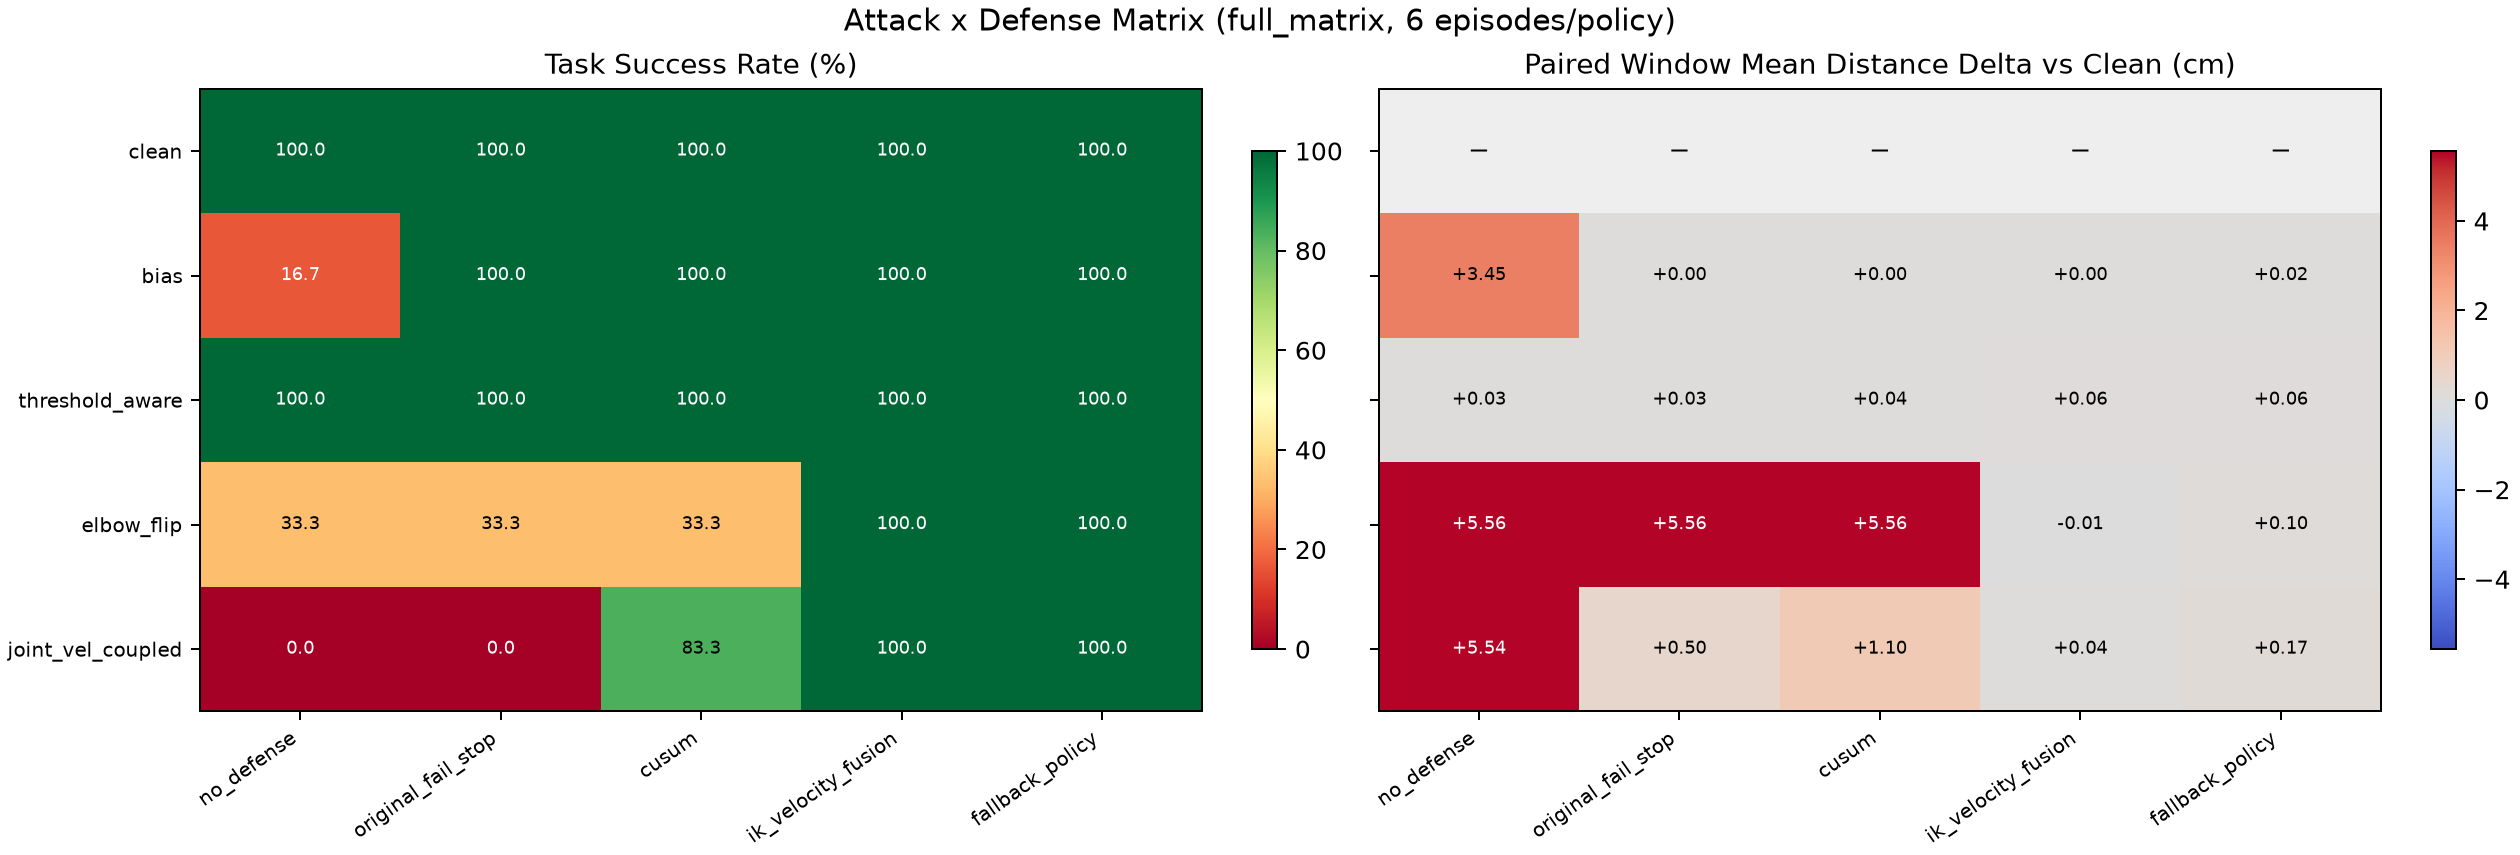 Attack x Defense Matrix (full_matrix, 6 episodes/policy)
Task Success Rate (%)
clean 100.0 100.0 100.0 100.0 100.0
bias 16.7 100.0 100.0 100.0 100.0
threshold_aware 100.0 100.0 100.0 100.0 100.0
elbow_flip 33.3 33.3 33.3 100.0 100.0
joint_vel_coupled 0.0 0.0 83.3 100.0 100.0
no_defense
original_fail_stop
cusum
ik_velocity_fusion
fallback_policy
100
80
60
40
20
0
Paired Window Mean Distance Delta vs Clean (cm)
— — — — —
+3.45 +0.00 +0.00 +0.00 +0.02
+0.03 +0.03 +0.04 +0.06 +0.06
+5.56 +5.56 +5.56 -0.01 +0.10
+5.54 +0.50 +1.10 +0.04 +0.17
no_defense
original_fail_stop
cusum
ik_velocity_fusion
fallback_policy
4
2
0
−2
−4